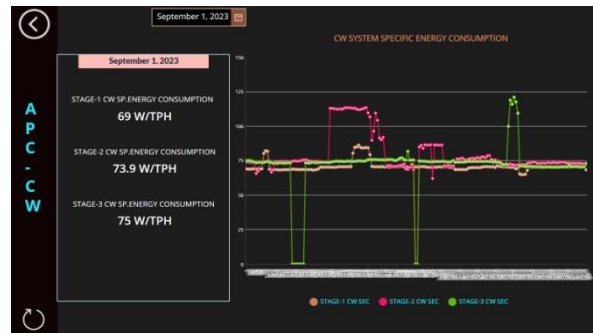 September 1, 2023
CW SYSTEM SPECIFIC ENERGY CONSUMPTION
September 1, 2023
STAGE-1 CW SP.ENERGY CONSUMPTION
69 W/TPH
STAGE-2 CW SP.ENERGY CONSUMPTION
73.9 W/TPH
STAGE-3 CW SP.ENERGY CONSUMPTION
75 W/TPH
A
P
C
-
C
W
150
125
100
75
50
25
0
STAGE-1 CW SEC
STAGE-2 CW SEC
STAGE-3 CW SEC